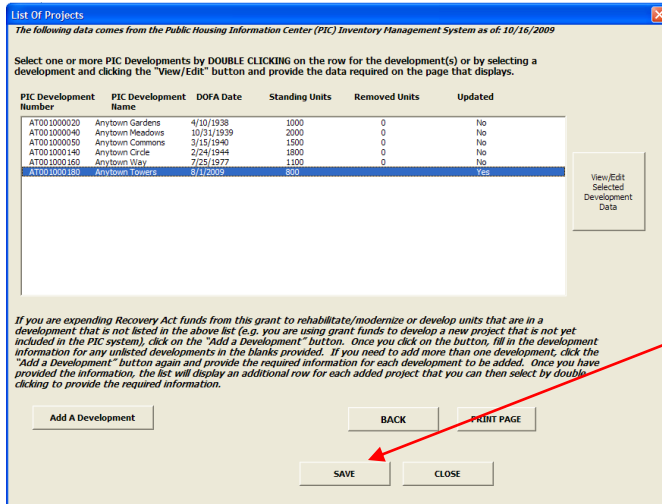 List Of Projects
The following data comes from the Public Housing Information Center (PIC) Inventory Management System as of: 10/16/2009
Select one or more PIC Developments by DOUBLE CLICKING on the row for the development(s) or by selecting a
development and clicking the "View/Edit" button and provide the data required on the page that displays.
PIC Development Number PIC Development Name DOFA Date Standing Units Removed Units Updated
AT001000020 Anytown Gardens 4/10/1938 1000 0 No
AT001000040 Anytown Meadows 10/31/1939 2000 0 No
AT001000050 Anytown Commons 3/15/1940 1500 0 No
AT001000140 Anytown Circle 2/24/1944 1800 0 No
AT001000160 Anytown Way 7/25/1977 1100 0 No
AT001000180 Anytown Towers 8/1/2009 800 Yes
View/Edit
Selected
Development
Data
If you are expending Recovery Act funds from this grant to rehabilitate/modernize or develop units that are in a
development that is not listed in the above list (e.g. you are using grant funds to develop a new project that is not yet
included in the PIC system), click on the "Add a Development" button. Once you click on the button, fill in the development
information for any unlisted developments in the blanks provided. If you need to add more than one development, click the
"Add a Development" button again and provide the required information for each development to be added. Once you have
provided the information, the list will display an additional row for each added project that you can then select by double
clicking to provide the required information.
Add A Development
BACK
PRINT PAGE
SAVE
CLOSE